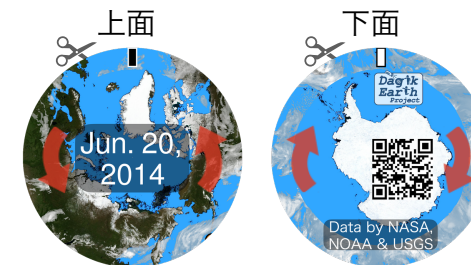 上面
下面
Jun. 20,
2014
Dagik
Earth
Project
Data by NASA,
NOAA & USGS